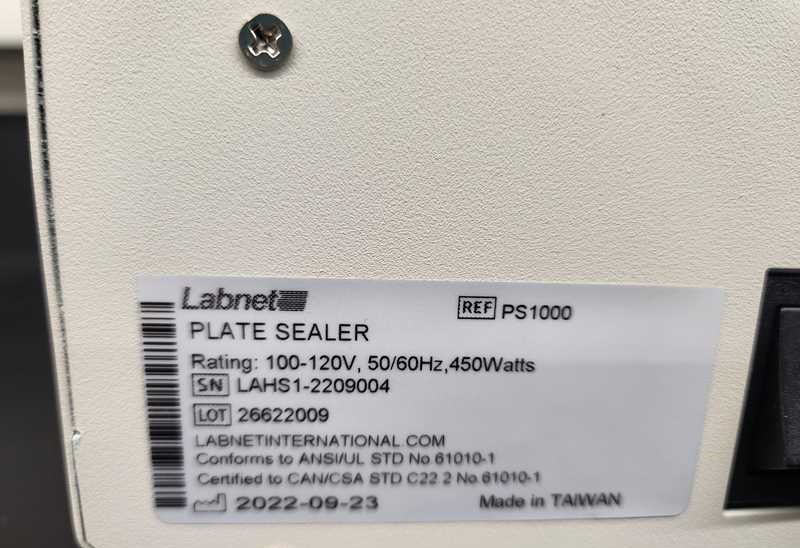 Labnet
REF PS1000
PLATE SEALER
Rating: 100-120V, 50/60Hz,450Watts
SN LAHS1-2209004
LOT 26622009
LABNETINTERNATIONAL.COM
Conforms to ANSI/UL STD No 61010-1
Certified to CAN/CSA STD C22 2 No 61010-1
2022-09-23 Made in TAIWAN